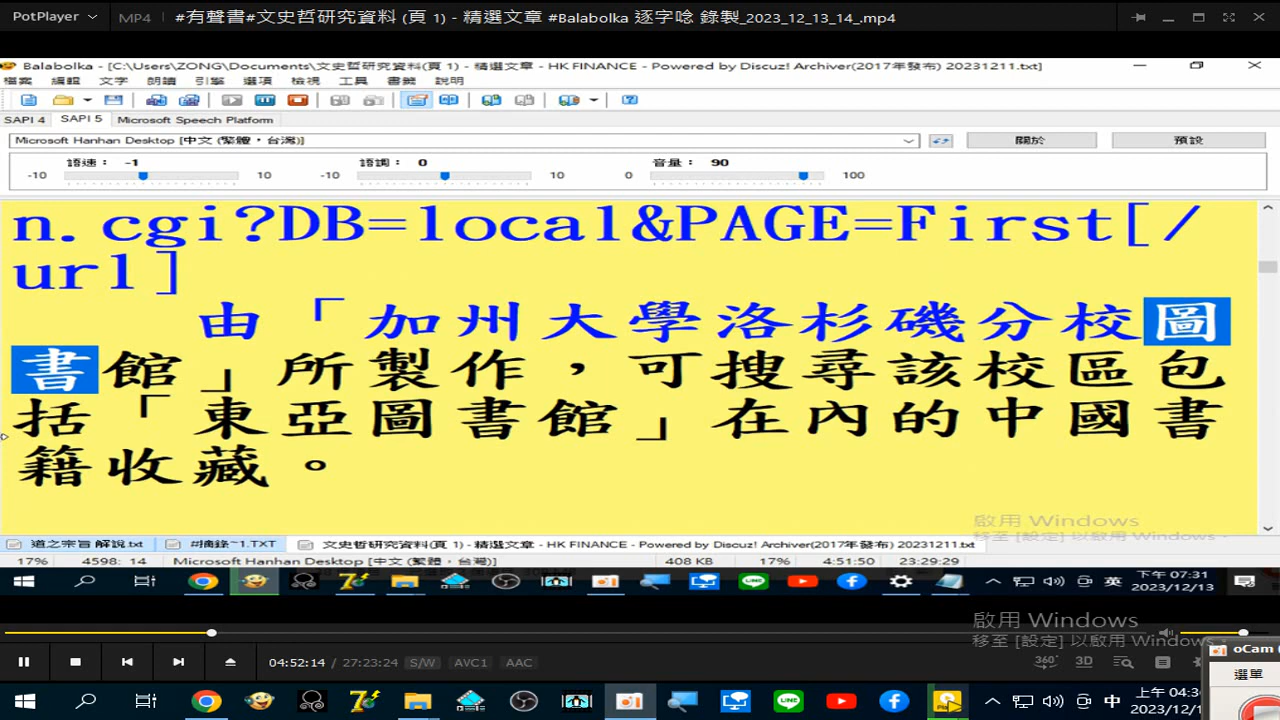 PotPlayer MP4 #有聲書#文史哲研究資料 (頁 1) - 精選文章 #Balabolka 逐字唸 錄製_2023_12_13_14_.mp4
Balabolka - [C:\Users\ZONG\Documents\文史哲研究資料(頁 1) - 精選文章 - HK FINANCE - Powered by Discuz! Archiver(2017年發布) 20231211.txt]
檔案 編輯 文字 朗讀 引擎 選項 檢視 工具 書籤 說明
SAPI 4 SAPI 5 Microsoft Speech Platform
Microsoft Hanhan Desktop [中文 (繁體，台灣)] 關於 預設
語速： -1 語調： 0 音量： 90
-10 10 -10 10 0 100
n.cgi?DB=local&PAGE=First[/
url]
由「加州大學洛杉磯分校圖
書館」所製作，可搜尋該校區包
括「東亞圖書館」在內的中國書
籍收藏。
啟用 Windows
移至 [設定] 以啟用 Windows。
道之宗旨 解說.txt #摘錄~1.TXT 文史哲研究資料(頁 1) - 精選文章 - HK FINANCE - Powered by Discuz! Archiver(2017年發布) 20231211.txt
17% 4598: 14 Microsoft Hanhan Desktop [中文 (繁體，台灣)] 408 KB 17% 4:51:50 23:29:29
英 下午 07:31
2023/12/13
啟用 Windows
移至 [設定] 以啟用 Windows。
04:52:14 / 27:23:24 S/W AVC1 AAC
360° 3D
oCam
選單
中 上午 04:3
2023/12/1